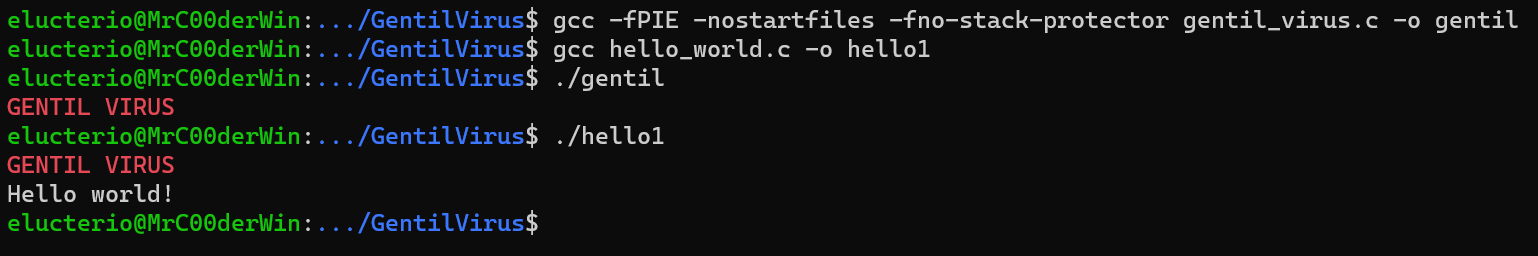 elucterio@MrC00derWin:.../GentilVirus$ gcc -fPIE -nostartfiles -fno-stack-protector gentil_virus.c -o gentil
elucterio@MrC00derWin:.../GentilVirus$ gcc hello_world.c -o hello1
elucterio@MrC00derWin:.../GentilVirus$ ./gentil
GENTIL VIRUS
elucterio@MrC00derWin:.../GentilVirus$ ./hello1
GENTIL VIRUS
Hello world!
elucterio@MrC00derWin:.../GentilVirus$